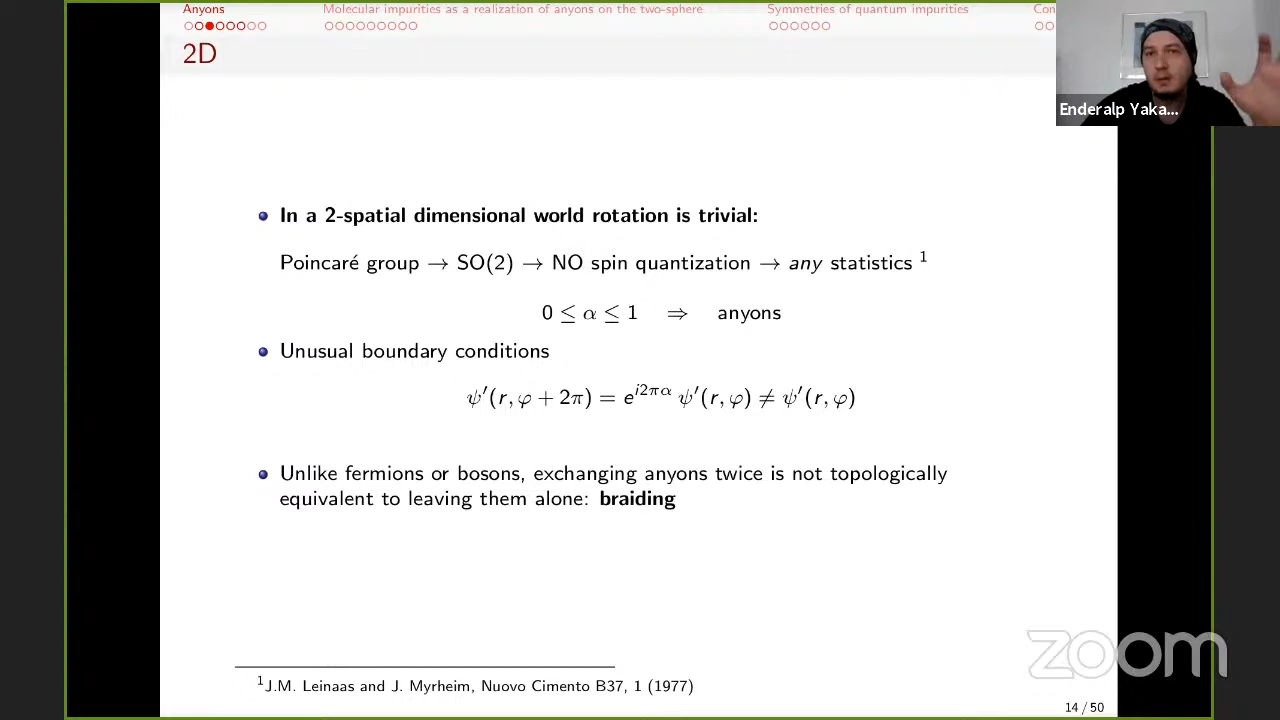 Anyons
Molecular impurities as a realization of anyons on the two-sphere
Symmetries of quantum impurities
Con
2D
Enderalp Yaka...
In a 2-spatial dimensional world rotation is trivial:
Poincaré group → SO(2) → NO spin quantization → any statistics ¹
0 ≤ α ≤ 1 ⇒ anyons
Unusual boundary conditions
ψ′(r, φ + 2π) = e^{i2πα} ψ′(r, φ) ≠ ψ′(r, φ)
Unlike fermions or bosons, exchanging anyons twice is not topologically
equivalent to leaving them alone: braiding
¹J.M. Leinaas and J. Myrheim, Nuovo Cimento B37, 1 (1977)
zoom
14 / 50